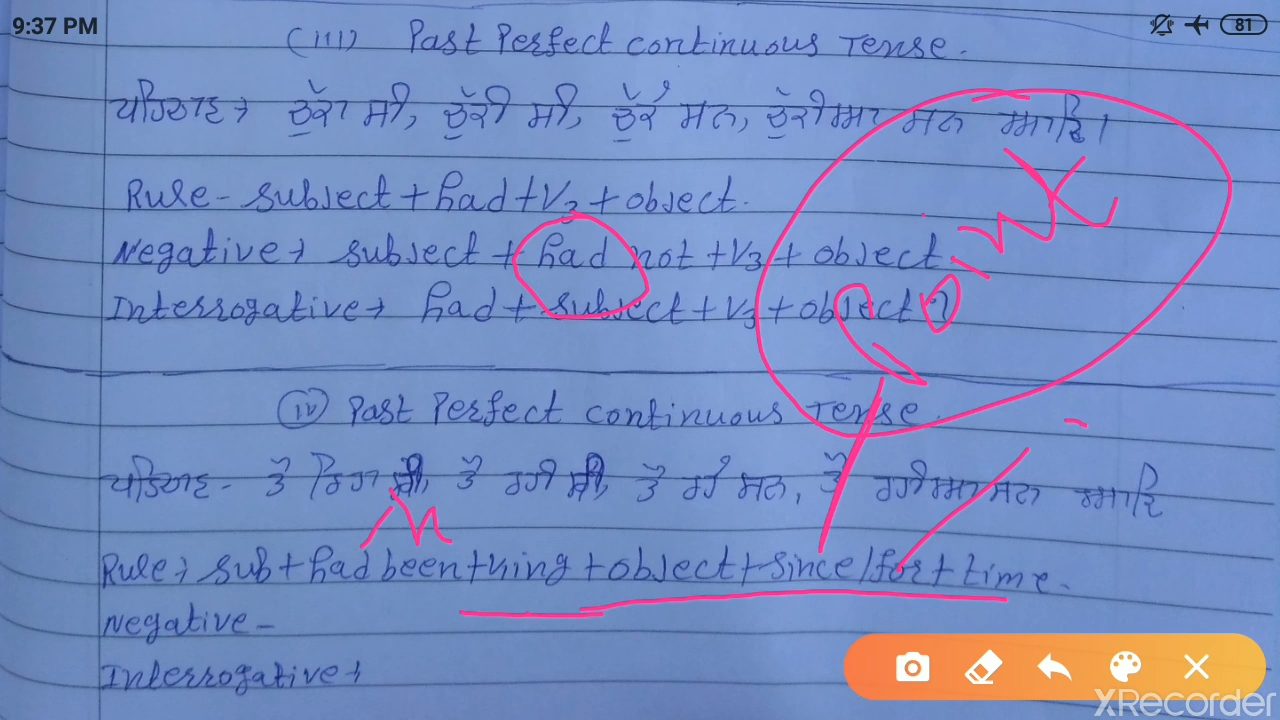 9:37 PM
81
(iii) Past Perfect continuous Tense.
ਪਹਿਚਾਣ → ਚੁੱਕਾ ਸੀ, ਚੁੱਕੀ ਸੀ, ਚੁੱਕੇ ਸਨ, ਚੁੱਕੀਆਂ ਸਨ ਆਦਿ।
Rule - subject + had + V3 + object.
Negative → subject + had not + V3 + object
Interrogative → had + subject + V3 + object ?
Point
(iv) Past Perfect continuous Tense.
ਪਹਿਚਾਣ - ਤੋਂ ਰਿਹਾ ਸੀ, ਤੋਂ ਰਹੀ ਸੀ, ਤੋਂ ਰਹੇ ਸਨ, ਤੋਂ ਰਹੀਆਂ ਸਨ ਆਦਿ
Rule → sub + had been + ving + object + since/for + time.
Negative -
Interrogative →
XRecorder